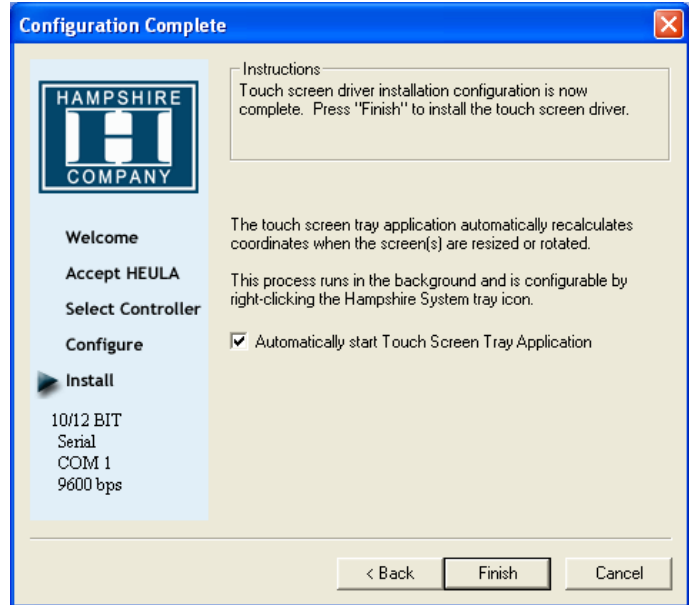 Configuration Complete
HAMPSHIRE
H
COMPANY
Welcome
Accept HEULA
Select Controller
Configure
Install
10/12 BIT
Serial
COM 1
9600 bps
Instructions
Touch screen driver installation configuration is now
complete. Press "Finish" to install the touch screen driver.
The touch screen tray application automatically recalculates
coordinates when the screen(s) are resized or rotated.
This process runs in the background and is configurable by
right-clicking the Hampshire System tray icon.
Automatically start Touch Screen Tray Application
< Back
Finish
Cancel